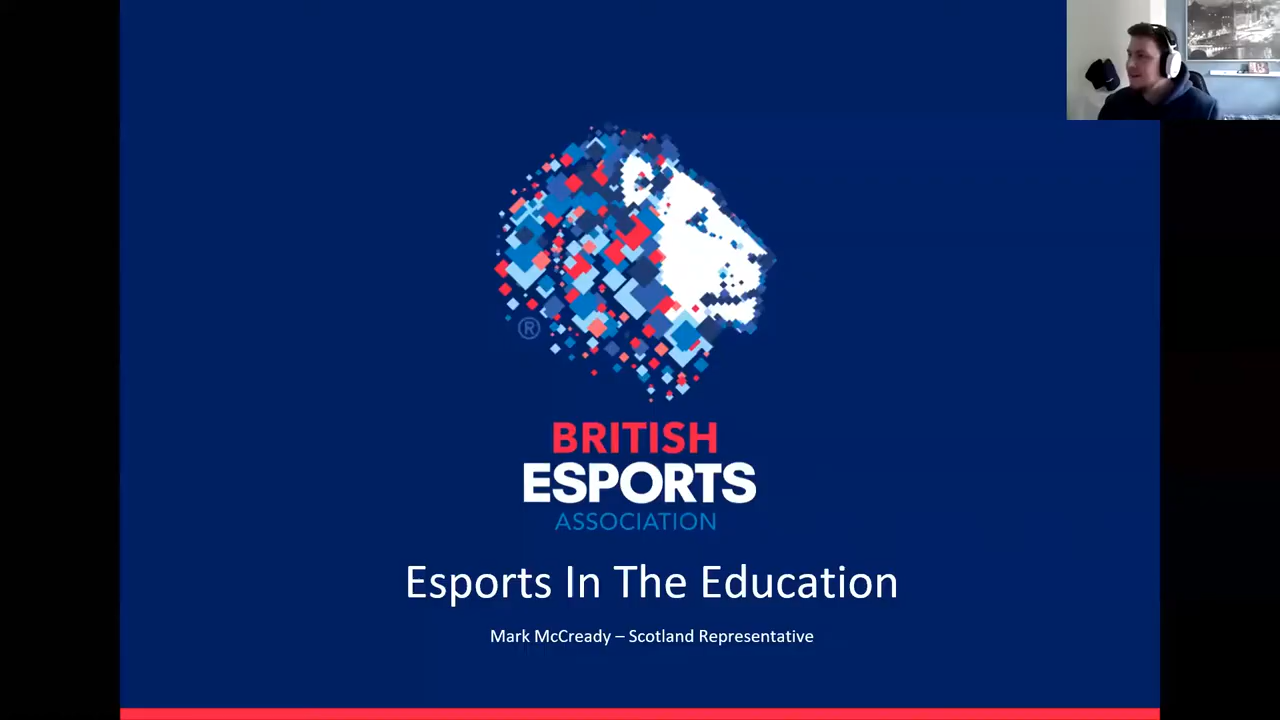 ®
BRITISH
ESPORTS
ASSOCIATION
Esports In The Education
Mark McCready – Scotland Representative